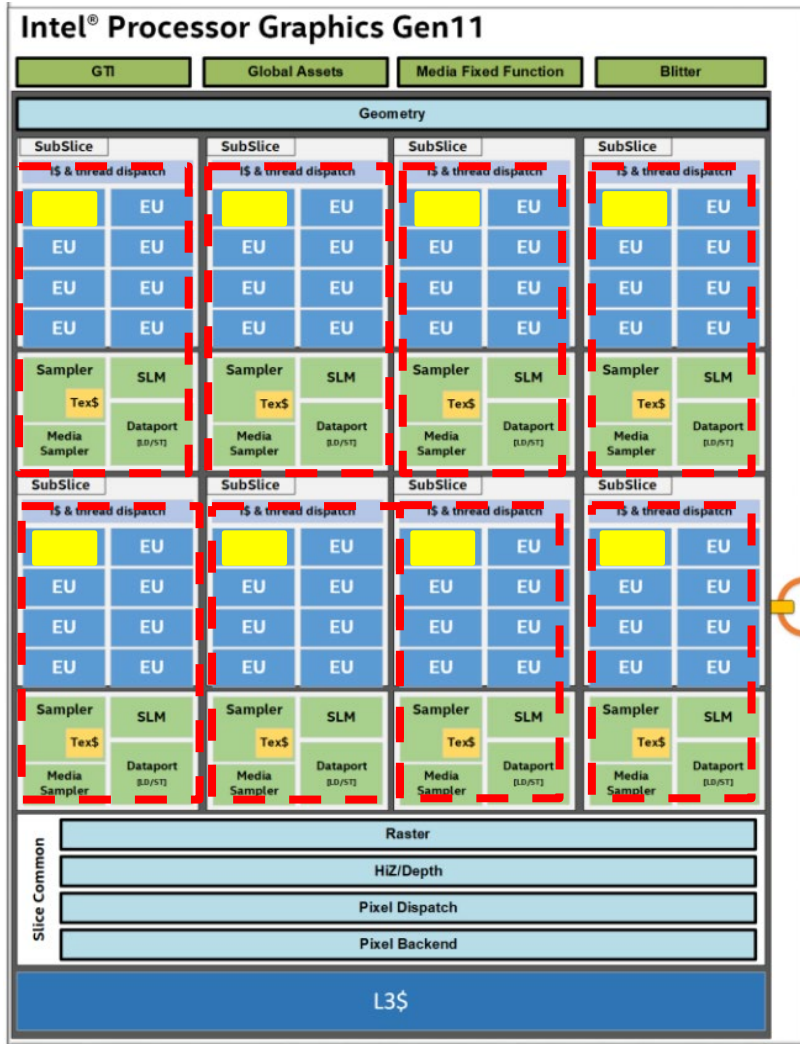 Intel® Processor Graphics Gen11
GTI Global Assets Media Fixed Function Blitter
Geometry
SubSlice SubSlice SubSlice SubSlice
I$ & thread dispatch I$ & thread dispatch I$ & thread dispatch I$ & thread dispatch
EU EU EU EU
EU EU EU EU EU EU EU EU
EU EU EU EU EU EU EU EU
EU EU EU EU EU EU EU EU
Sampler SLM Sampler SLM Sampler SLM Sampler SLM
Tex$ Tex$ Tex$ Tex$
Dataport Dataport Dataport Dataport
Media [LD/ST] Media [LD/ST] Media [LD/ST] Media [LD/ST]
Sampler Sampler Sampler Sampler
SubSlice SubSlice SubSlice SubSlice
I$ & thread dispatch I$ & thread dispatch I$ & thread dispatch I$ & thread dispatch
EU EU EU EU
EU EU EU EU EU EU EU EU
EU EU EU EU EU EU EU EU
EU EU EU EU EU EU EU EU
Sampler SLM Sampler SLM Sampler SLM Sampler SLM
Tex$ Tex$ Tex$ Tex$
Dataport Dataport Dataport Dataport
Media [LD/ST] Media [LD/ST] Media [LD/ST] Media [LD/ST]
Sampler Sampler Sampler Sampler
Slice Common
Raster
HiZ/Depth
Pixel Dispatch
Pixel Backend
L3$